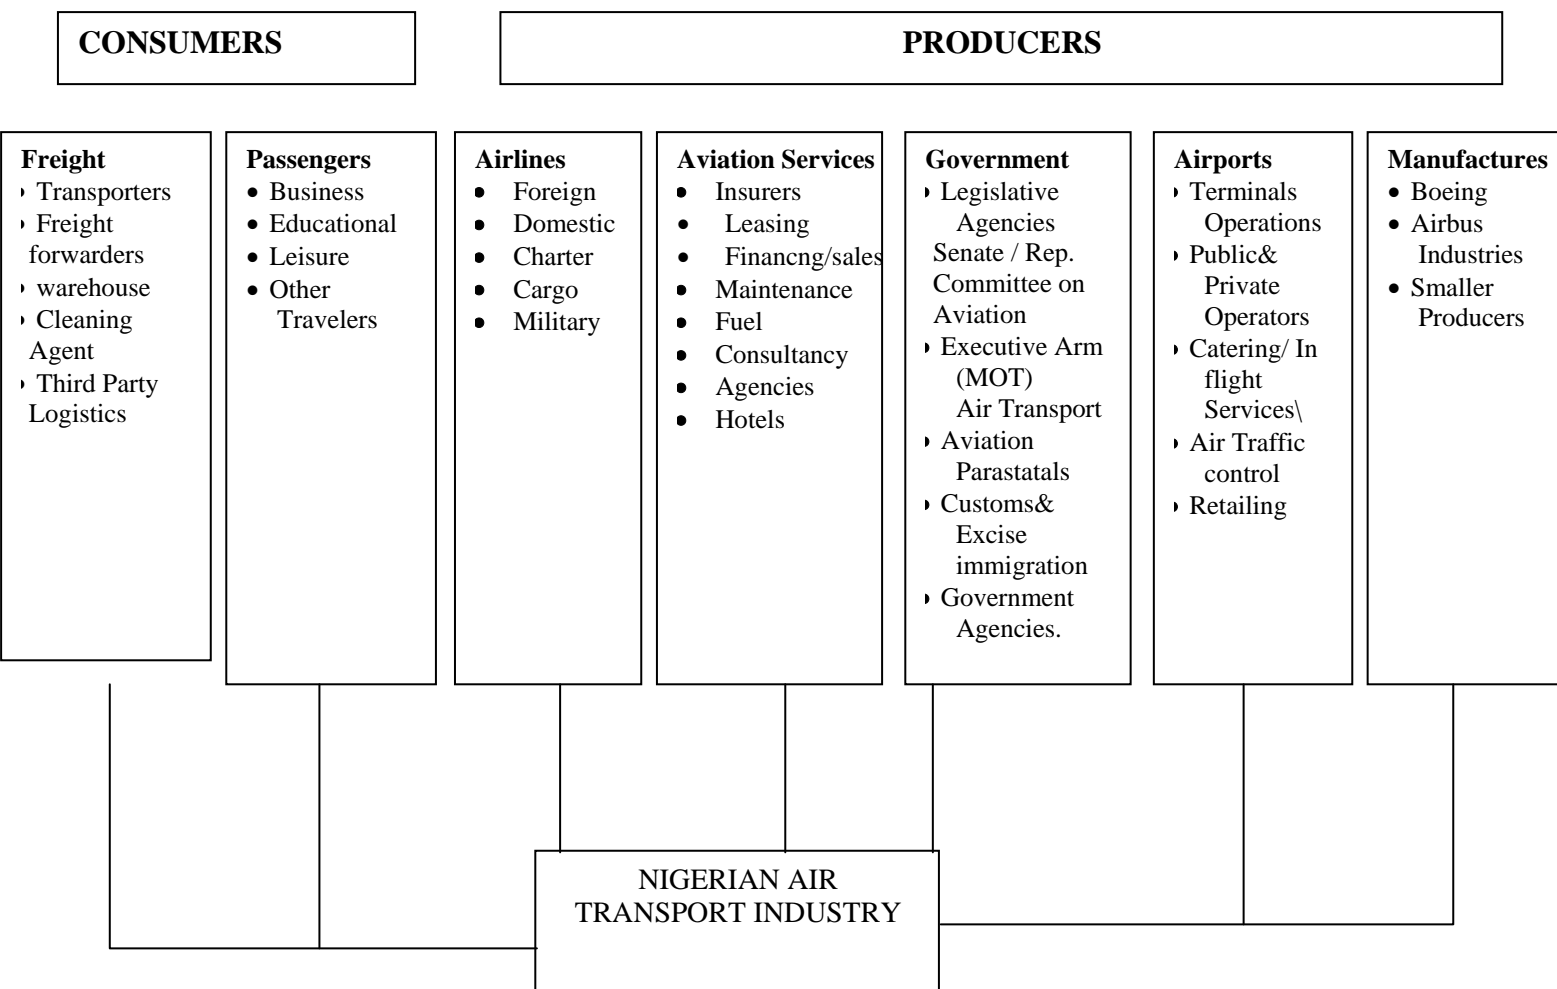 CONSUMERS
PRODUCERS
Freight
• Transporters
• Freight
forwarders
• warehouse
• Cleaning
Agent
• Third Party
Logistics
Passengers
• Business
• Educational
• Leisure
• Other
Travelers
Airlines
• Foreign
• Domestic
• Charter
• Cargo
• Military
Aviation Services
• Insurers
• Leasing
• Financng/sales
• Maintenance
• Fuel
• Consultancy
• Agencies
• Hotels
Government
• Legislative
Agencies
Senate / Rep.
Committee on
Aviation
• Executive Arm
(MOT)
Air Transport
• Aviation
Parastatals
• Customs&
Excise
immigration
• Government
Agencies.
Airports
• Terminals
Operations
• Public&
Private
Operators
• Catering/ In
flight
Services\
• Air Traffic
control
• Retailing
Manufactures
• Boeing
• Airbus
Industries
• Smaller
Producers
NIGERIAN AIR
TRANSPORT INDUSTRY